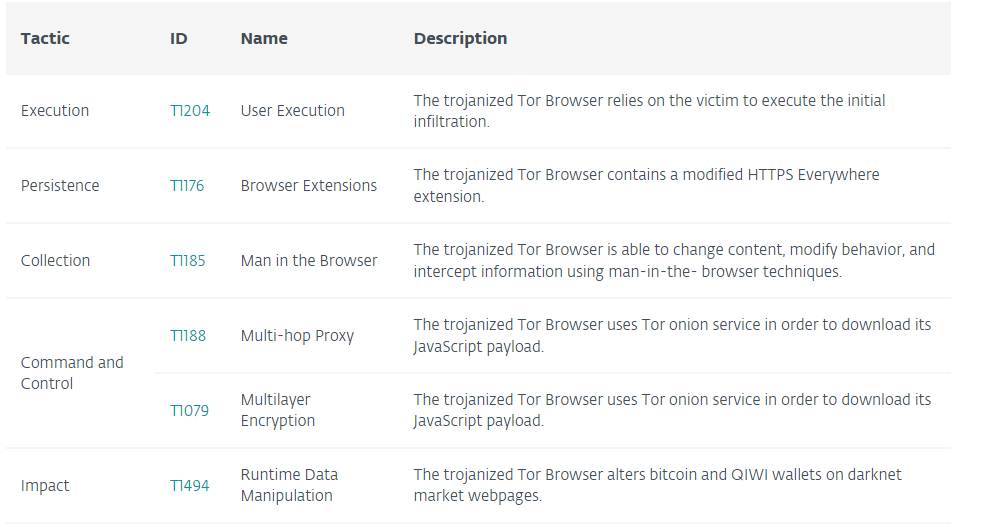 Tactic ID Name Description
Execution T1204 User Execution The trojanized Tor Browser relies on the victim to execute the initial
infiltration.
Persistence T1176 Browser Extensions The trojanized Tor Browser contains a modified HTTPS Everywhere
extension.
Collection T1185 Man in the Browser The trojanized Tor Browser is able to change content, modify behavior, and
intercept information using man-in-the- browser techniques.
Command and
Control
T1188 Multi-hop Proxy The trojanized Tor Browser uses Tor onion service in order to download its
JavaScript payload.
T1079 Multilayer
Encryption
The trojanized Tor Browser uses Tor onion service in order to download its
JavaScript payload.
Impact T1494 Runtime Data
Manipulation
The trojanized Tor Browser alters bitcoin and QIWI wallets on darknet
market webpages.